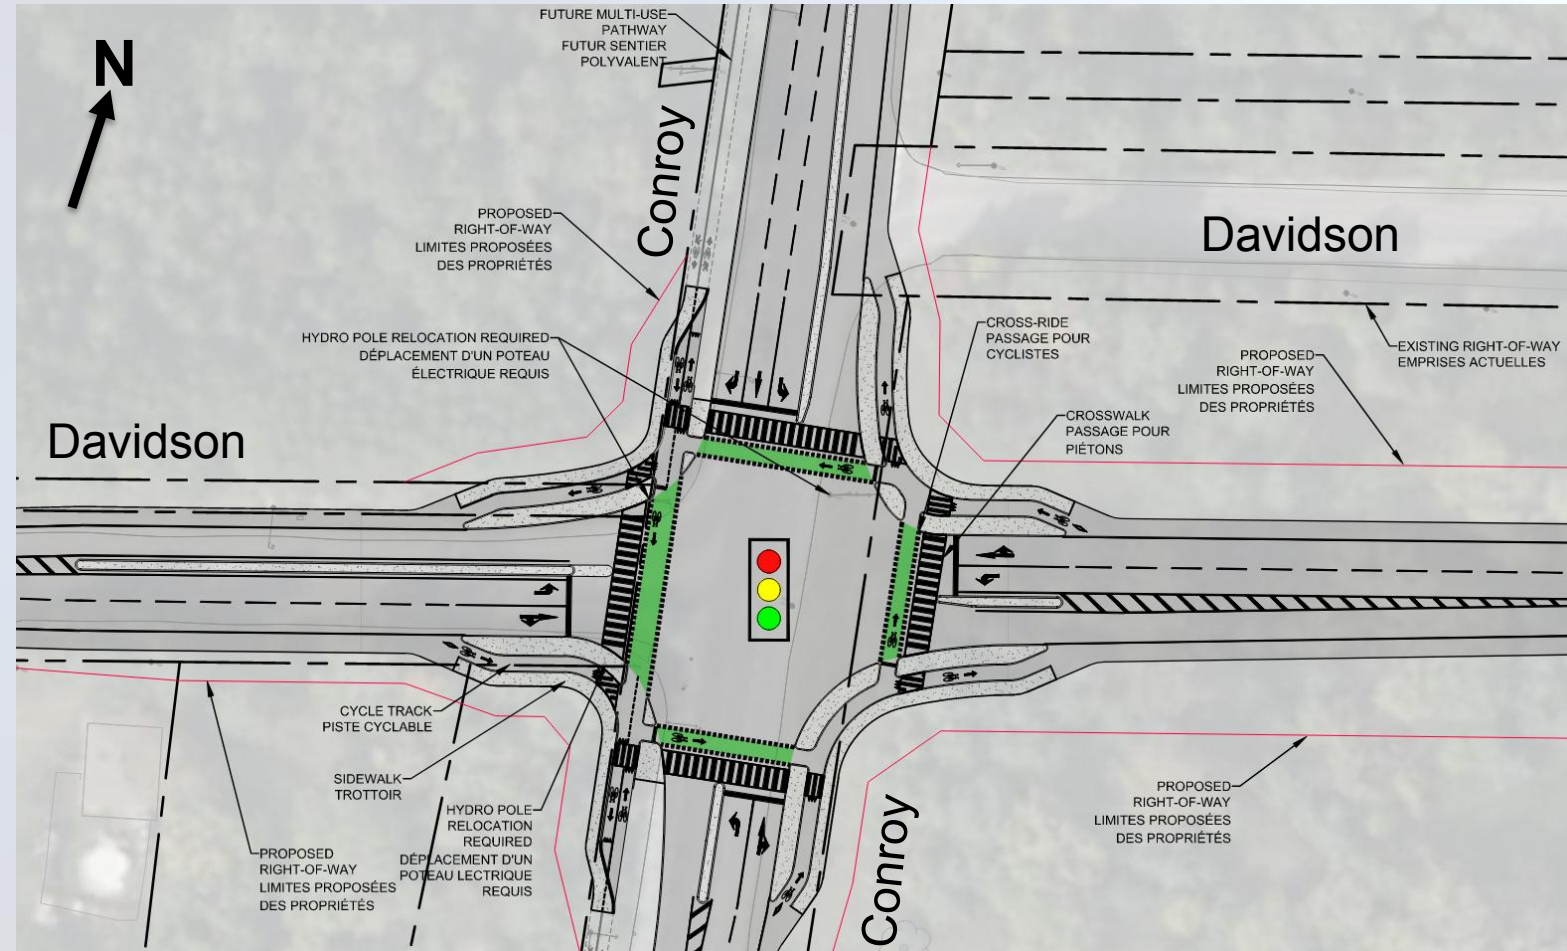 FUTURE MULTI-USE
PATHWAY
FUTUR SENTIER
POLYVALENT
N
Conroy
PROPOSED
RIGHT-OF-WAY
LIMITES PROPOSÉES
DES PROPRIÉTÉS
Davidson
HYDRO POLE RELOCATION REQUIRED
DÉPLACEMENT D'UN POTEAU
ÉLECTRIQUE REQUIS
CROSS-RIDE
PASSAGE POUR
CYCLISTES
EXISTING RIGHT-OF-WAY
EMPRISES ACTUELLES
PROPOSED
RIGHT-OF-WAY
LIMITES PROPOSÉES
DES PROPRIÉTÉS
CROSSWALK
PASSAGE POUR
PIÉTONS
Davidson
CYCLE TRACK
PISTE CYCLABLE
SIDEWALK
TROTTOIR
HYDRO POLE
RELOCATION
REQUIRED
DÉPLACEMENT D'UN
POTEAU LECTRIQUE
REQUIS
PROPOSED
RIGHT-OF-WAY
LIMITES PROPOSÉES
DES PROPRIÉTÉS
Conroy
PROPOSED
RIGHT-OF-WAY
LIMITES PROPOSÉES
DES PROPRIÉTÉS